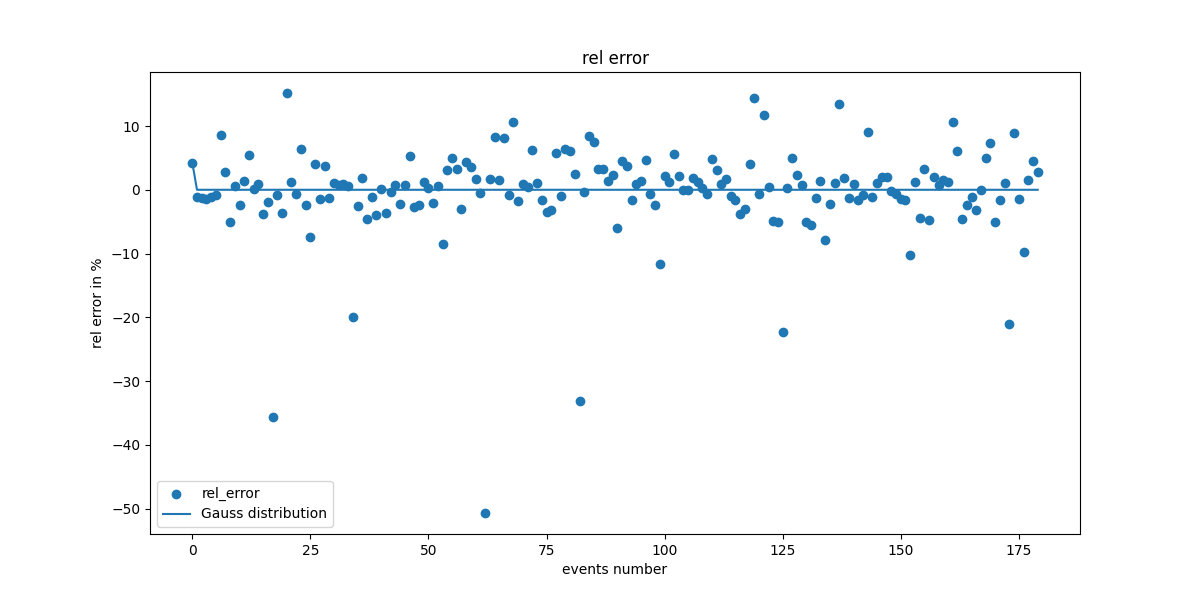 rel error
rel error in %
10
0
−10
−20
−30
−40
−50
rel_error
Gauss distribution
0 25 50 75 100 125 150 175
events number